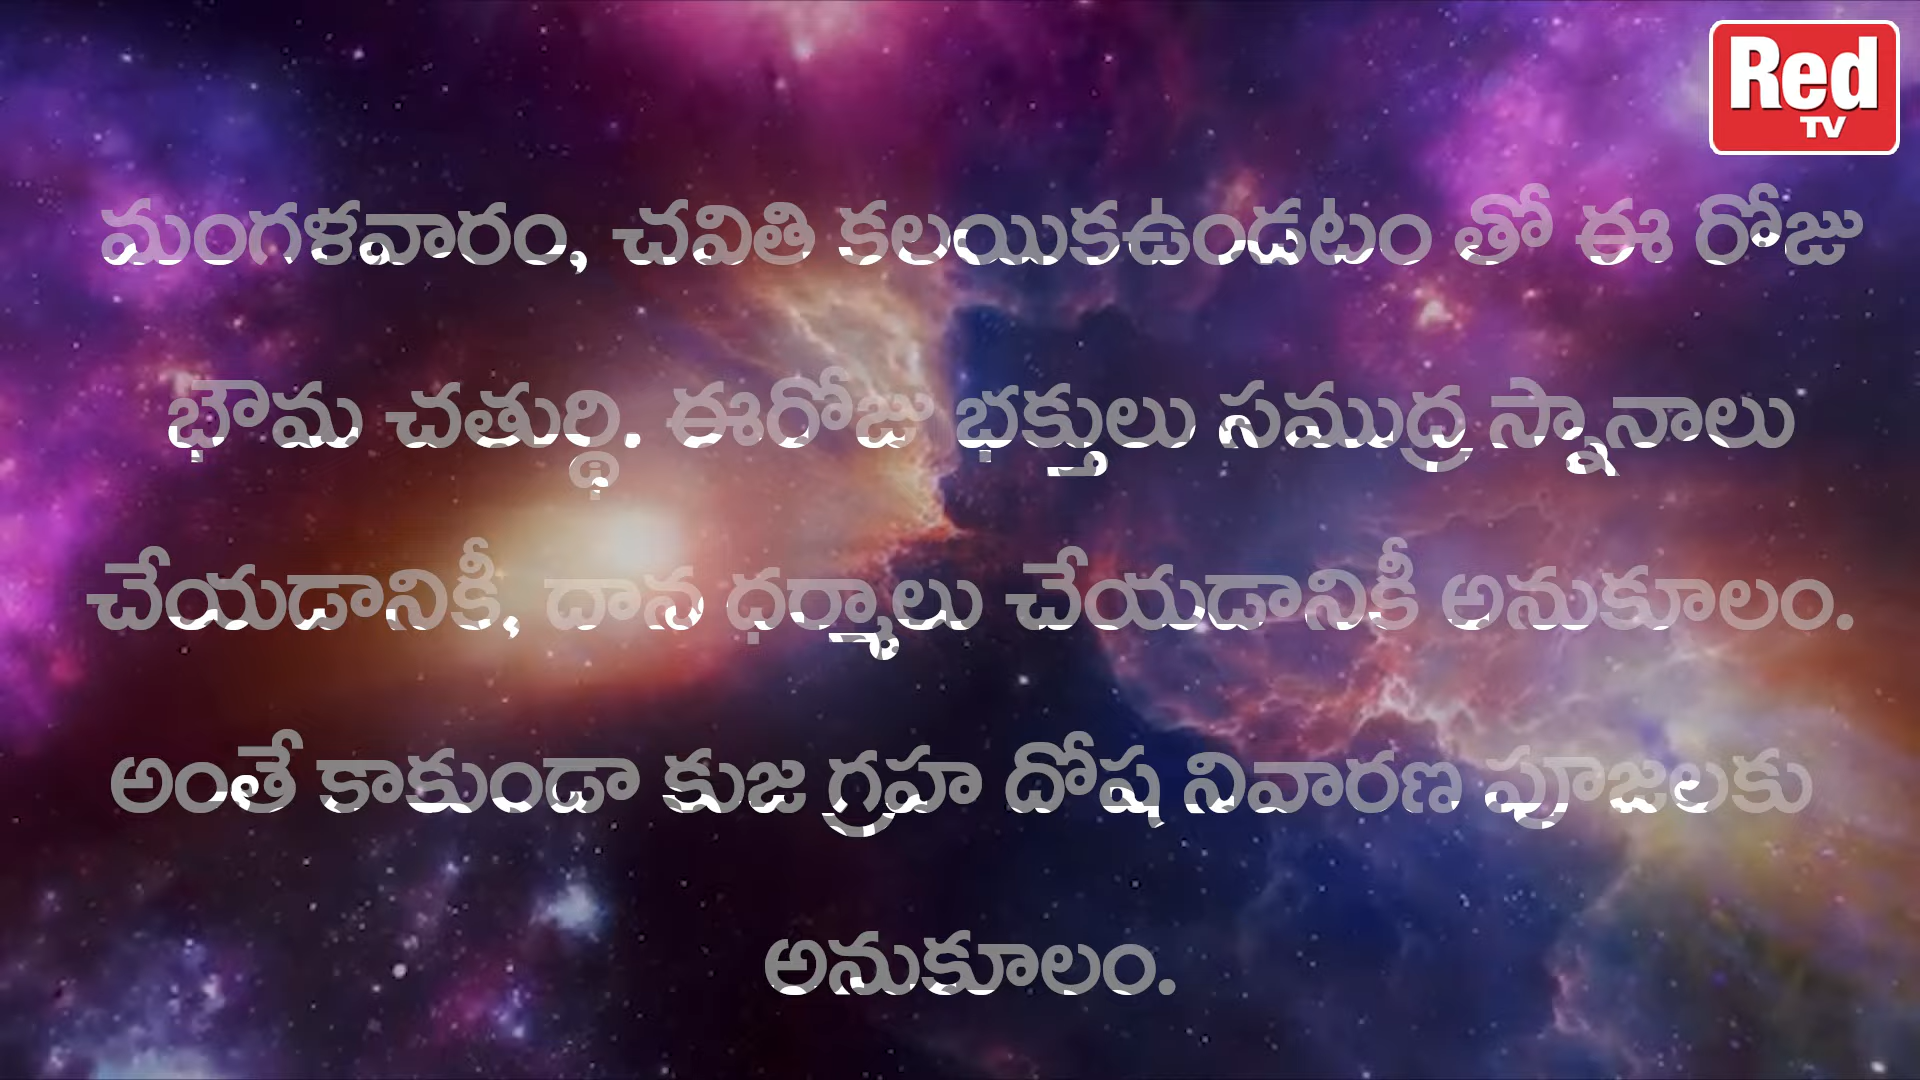 Red
TV
మంగళవారం, చవితి కలయికఉండటం తో ఈ రోజు
భౌమ చతుర్థి. ఈరోజు భక్తులు సముద్ర స్నానాలు
చేయడానికీ, దాన ధర్మాలు చేయడానికీ అనుకూలం.
అంతే కాకుండా కుజ గ్రహ దోష నివారణ పూజలకు
అనుకూలం.